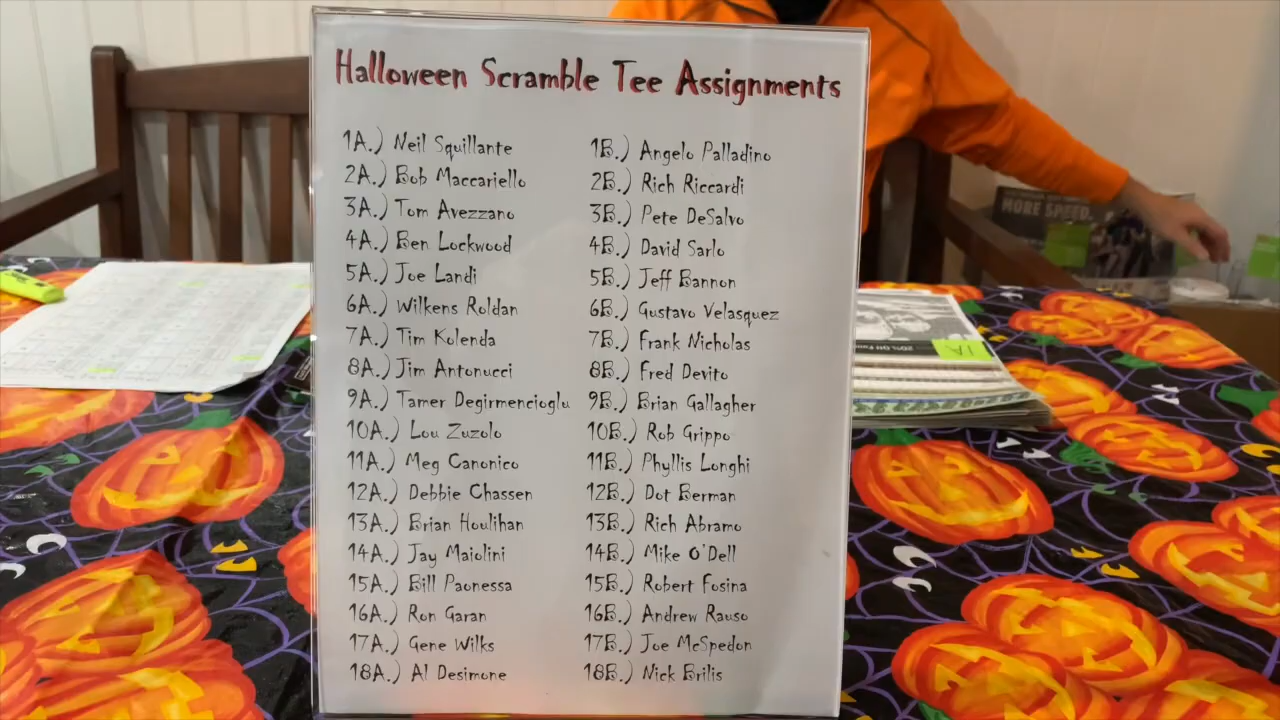 Halloween Scramble Tee Assignments
1A.) Neil Squillante
2A.) Bob Maccariello
3A.) Tom Avezzano
4A.) Ben Lockwood
5A.) Joe Landi
6A.) Wilkens Roldan
7A.) Tim Kolenda
8A.) Jim Antonucci
9A.) Tamer Degirmencioglu
10A.) Lou Zuzolo
11A.) Meg Canonico
12A.) Debbie Chassen
13A.) Brian Houlihan
14A.) Jay Maiolini
15A.) Bill Paonessa
16A.) Ron Garan
17A.) Gene Wilks
18A.) Al Desimone
1B.) Angelo Palladino
2B.) Rich Riccardi
3B.) Pete DeSalvo
4B.) David Sarlo
5B.) Jeff Bannon
6B.) Gustavo Velasquez
7B.) Frank Nicholas
8B.) Fred Devito
9B.) Brian Gallagher
10B.) Rob Grippo
11B.) Phyllis Longhi
12B.) Dot Berman
13B.) Rich Abramo
14B.) Mike O'Dell
15B.) Robert Fosina
16B.) Andrew Rauso
17B.) Joe McSpedon
18B.) Nick Brilis
MORE SPEED.
1A